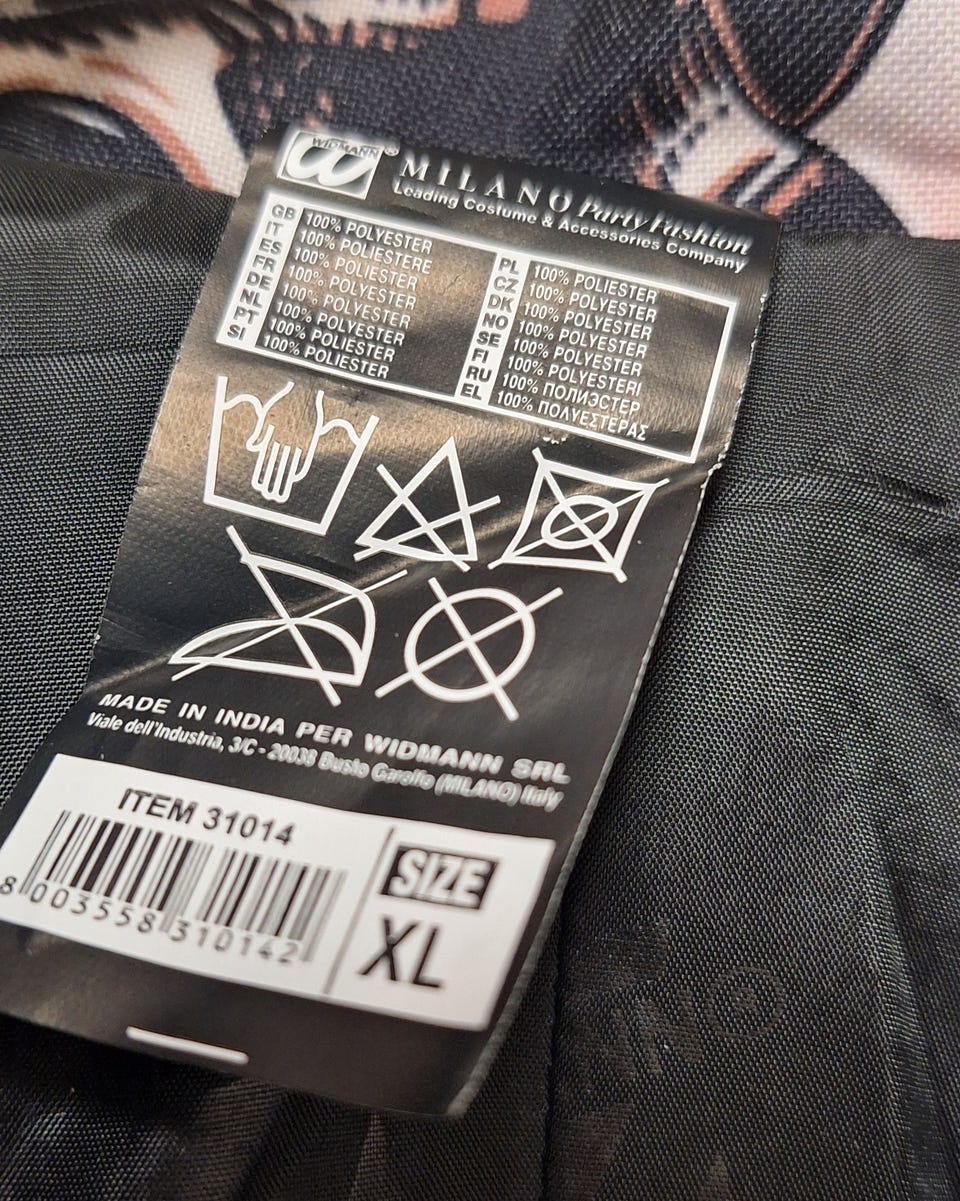 WIDMANN®
MILANO Party Fashion
Leading Costume & Accessories Company
GB 100% POLYESTER
IT 100% POLIESTERE
ES 100% POLIESTER
FR 100% POLYESTER
DE 100% POLYESTER
NL 100% POLYESTER
PT 100% POLIESTER
SI 100% POLIESTER
PL 100% POLIESTER
CZ 100% POLYESTER
DK 100% POLYESTER
NO 100% POLYESTER
SE 100% POLYESTER
FI 100% POLYESTERI
RU 100% ПОЛИЭСТЕР
EL 100% ΠΟΛΥΕΣΤΕΡΑΣ
MADE IN INDIA PER WIDMANN SRL
Viale dell'Industria, 3/C - 20038 Busto Garolfo (MILANO) Italy
ITEM 31014
8 003558 310142
SIZE
XL